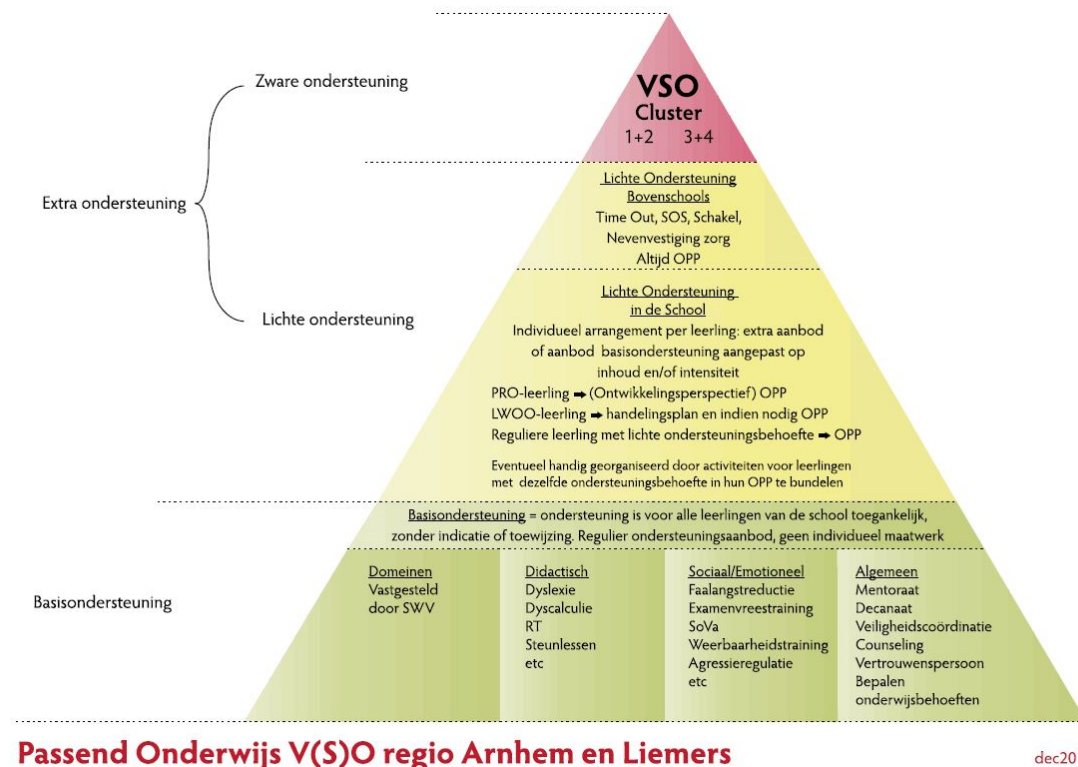 Zware ondersteuning
Extra ondersteuning
Lichte ondersteuning
VSO
Cluster
1+2 3+4
Lichte Ondersteuning
Bovenschools
Time Out, SOS, Schakel,
Nevenvestiging zorg
Altijd OPP
Lichte Ondersteuning
in de School
Individueel arrangement per leerling: extra aanbod
of aanbod basisondersteuning aangepast op
inhoud en/of intensiteit
PRO-leerling ➡ (Ontwikkelingsperspectief) OPP
LWOO-leerling ➡ handelingsplan en indien nodig OPP
Reguliere leerling met lichte ondersteuningsbehoefte ➡ OPP
Eventueel handig georganiseerd door activiteiten voor leerlingen
met dezelfde ondersteuningsbehoefte in hun OPP te bundelen
Basisondersteuning = ondersteuning is voor alle leerlingen van de school toegankelijk,
zonder indicatie of toewijzing. Regulier ondersteuningsaanbod, geen individueel maatwerk
Basisondersteuning
Domeinen
Vastgesteld
door SWV
Didactisch
Dyslexie
Dyscalculie
RT
Steunlessen
etc
Sociaal/Emotioneel
Faalangstreductie
Examenvreestraining
SoVa
Weerbaarheidstraining
Agressieregulatie
etc
Algemeen
Mentoraat
Decanaat
Veiligheidscoördinatie
Counseling
Vertrouwenspersoon
Bepalen
onderwijsbehoeften
Passend Onderwijs V(S)O regio Arnhem en Liemers
dec20